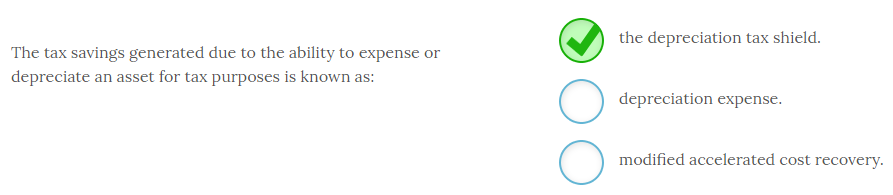 The tax savings generated due to the ability to expense or
depreciate an asset for tax purposes is known as:
the depreciation tax shield.
depreciation expense.
modified accelerated cost recovery.